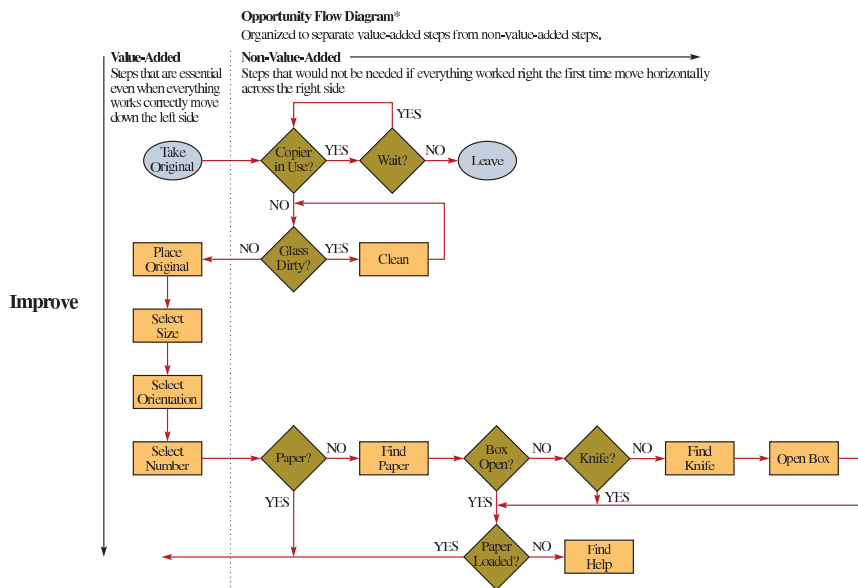 Opportunity Flow Diagram*
Organized to separate value-added steps from non-value-added steps.
Value-Added
Steps that are essential
even when everything
works correctly move
down the left side
Non-Value-Added
Steps that would not be needed if everything worked right the first time move horizontally
across the right side
YES
Take
Original
Copier
in Use?
YES
Wait?
NO
Leave
NO
Place
Original
NO
Glass
Dirty?
YES
Clean
Improve
Select
Size
Select
Orientation
Select
Number
Paper?
NO
Find
Paper
Box
Open?
NO
Knife?
NO
Find
Knife
Open Box
YES
YES
YES
YES
Paper
Loaded?
NO
Find
Help